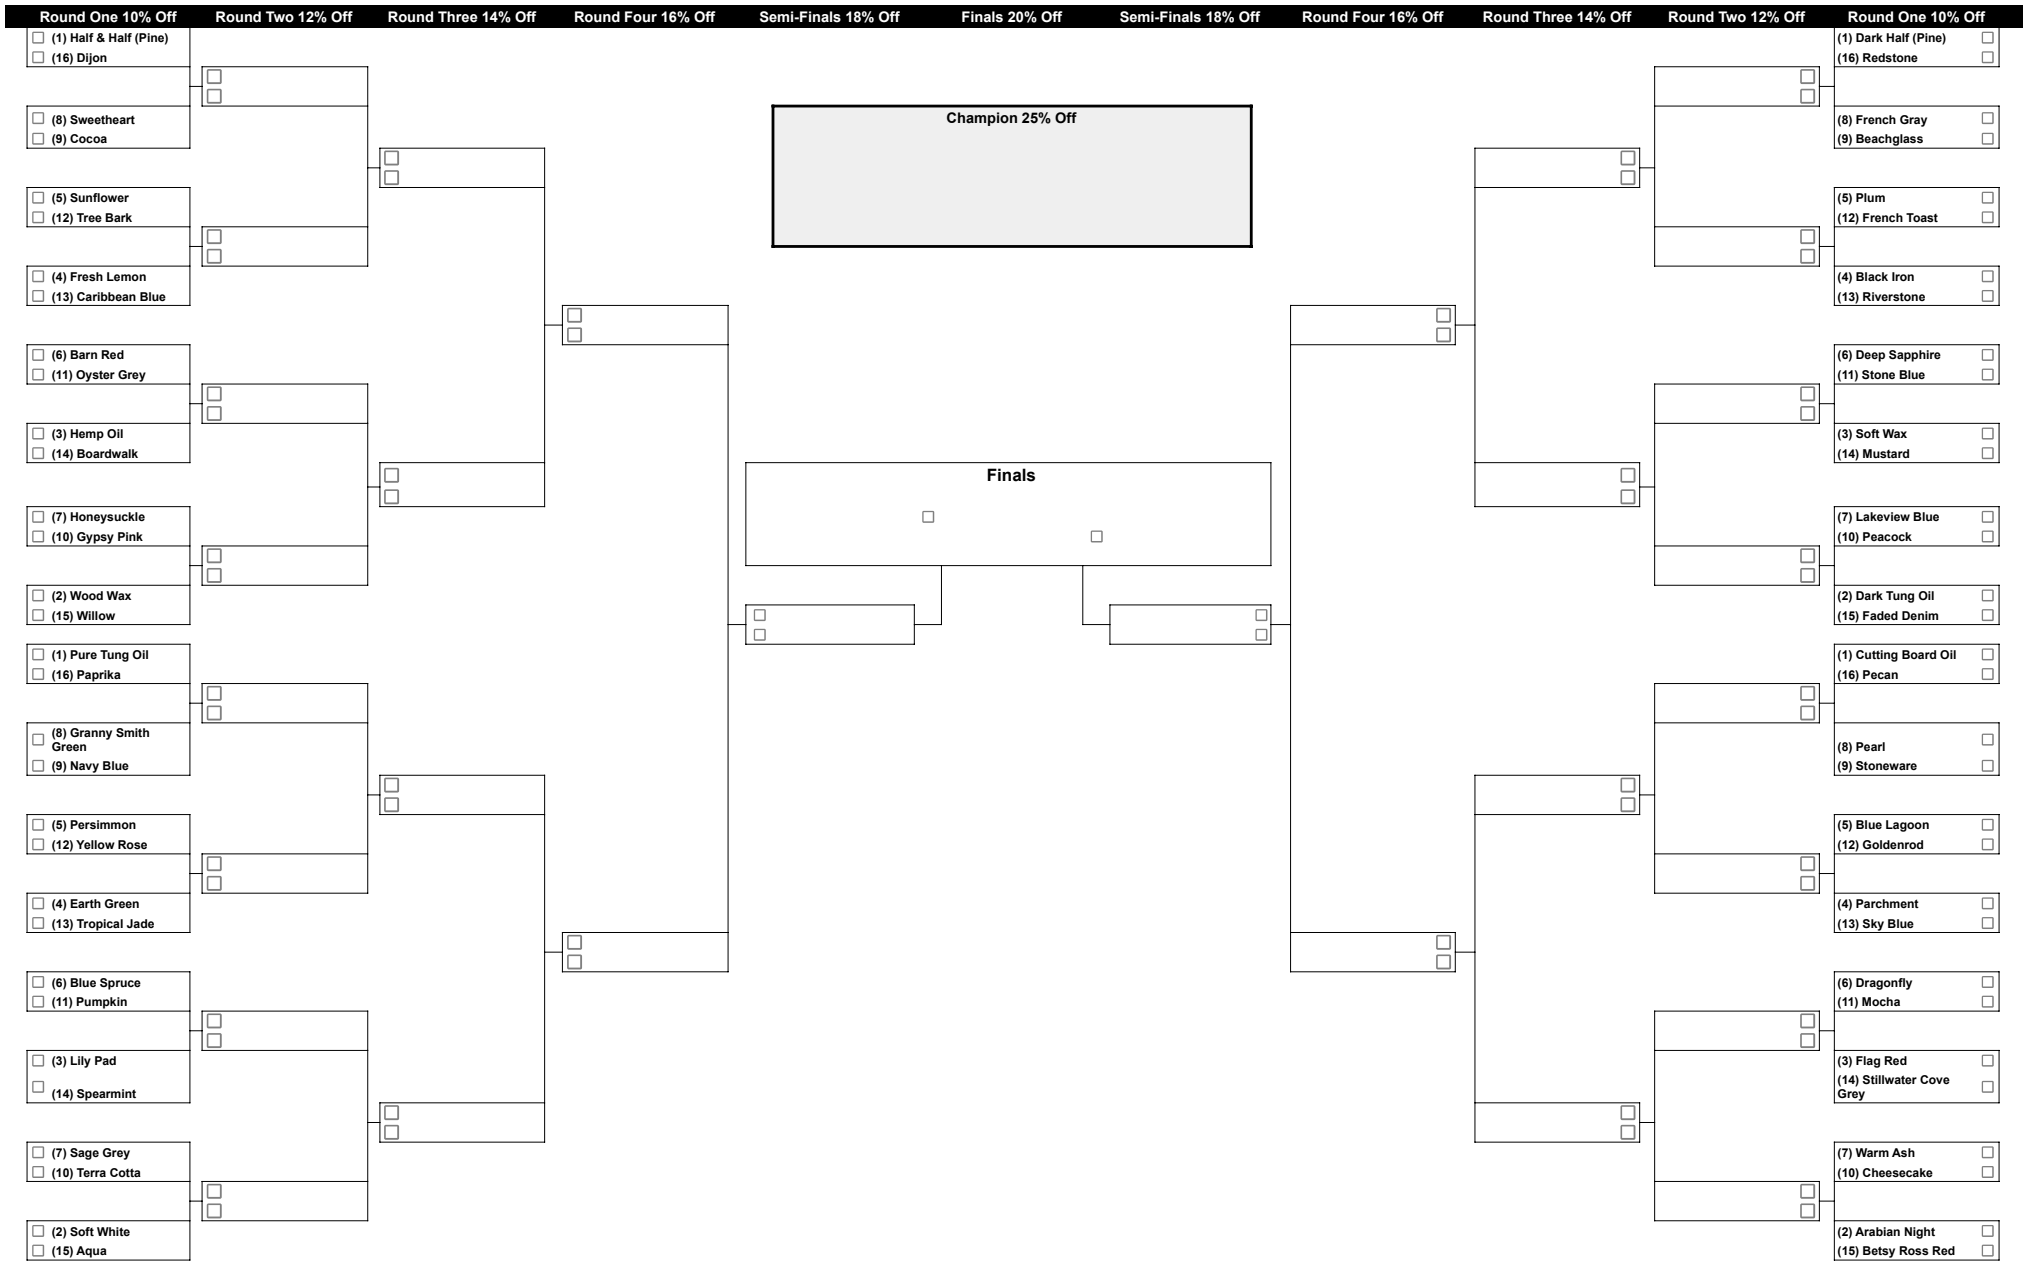 Round One 10% Off Round Two 12% Off Round Three 14% Off Round Four 16% Off Semi-Finals 18% Off Finals 20% Off Semi-Finals 18% Off Round Four 16% Off Round Three 14% Off Round Two 12% Off Round One 10% Off
(1) Half & Half (Pine)
(16) Dijon
(8) Sweetheart
(9) Cocoa
(5) Sunflower
(12) Tree Bark
(4) Fresh Lemon
(13) Caribbean Blue
(6) Barn Red
(11) Oyster Grey
(3) Hemp Oil
(14) Boardwalk
(7) Honeysuckle
(10) Gypsy Pink
(2) Wood Wax
(15) Willow
(1) Pure Tung Oil
(16) Paprika
(8) Granny Smith
Green
(9) Navy Blue
(5) Persimmon
(12) Yellow Rose
(4) Earth Green
(13) Tropical Jade
(6) Blue Spruce
(11) Pumpkin
(3) Lily Pad
(14) Spearmint
(7) Sage Grey
(10) Terra Cotta
(2) Soft White
(15) Aqua
Champion 25% Off
Finals
(1) Dark Half (Pine)
(16) Redstone
(8) French Gray
(9) Beachglass
(5) Plum
(12) French Toast
(4) Black Iron
(13) Riverstone
(6) Deep Sapphire
(11) Stone Blue
(3) Soft Wax
(14) Mustard
(7) Lakeview Blue
(10) Peacock
(2) Dark Tung Oil
(15) Faded Denim
(1) Cutting Board Oil
(16) Pecan
(8) Pearl
(9) Stoneware
(5) Blue Lagoon
(12) Goldenrod
(4) Parchment
(13) Sky Blue
(6) Dragonfly
(11) Mocha
(3) Flag Red
(14) Stillwater Cove
Grey
(7) Warm Ash
(10) Cheesecake
(2) Arabian Night
(15) Betsy Ross Red